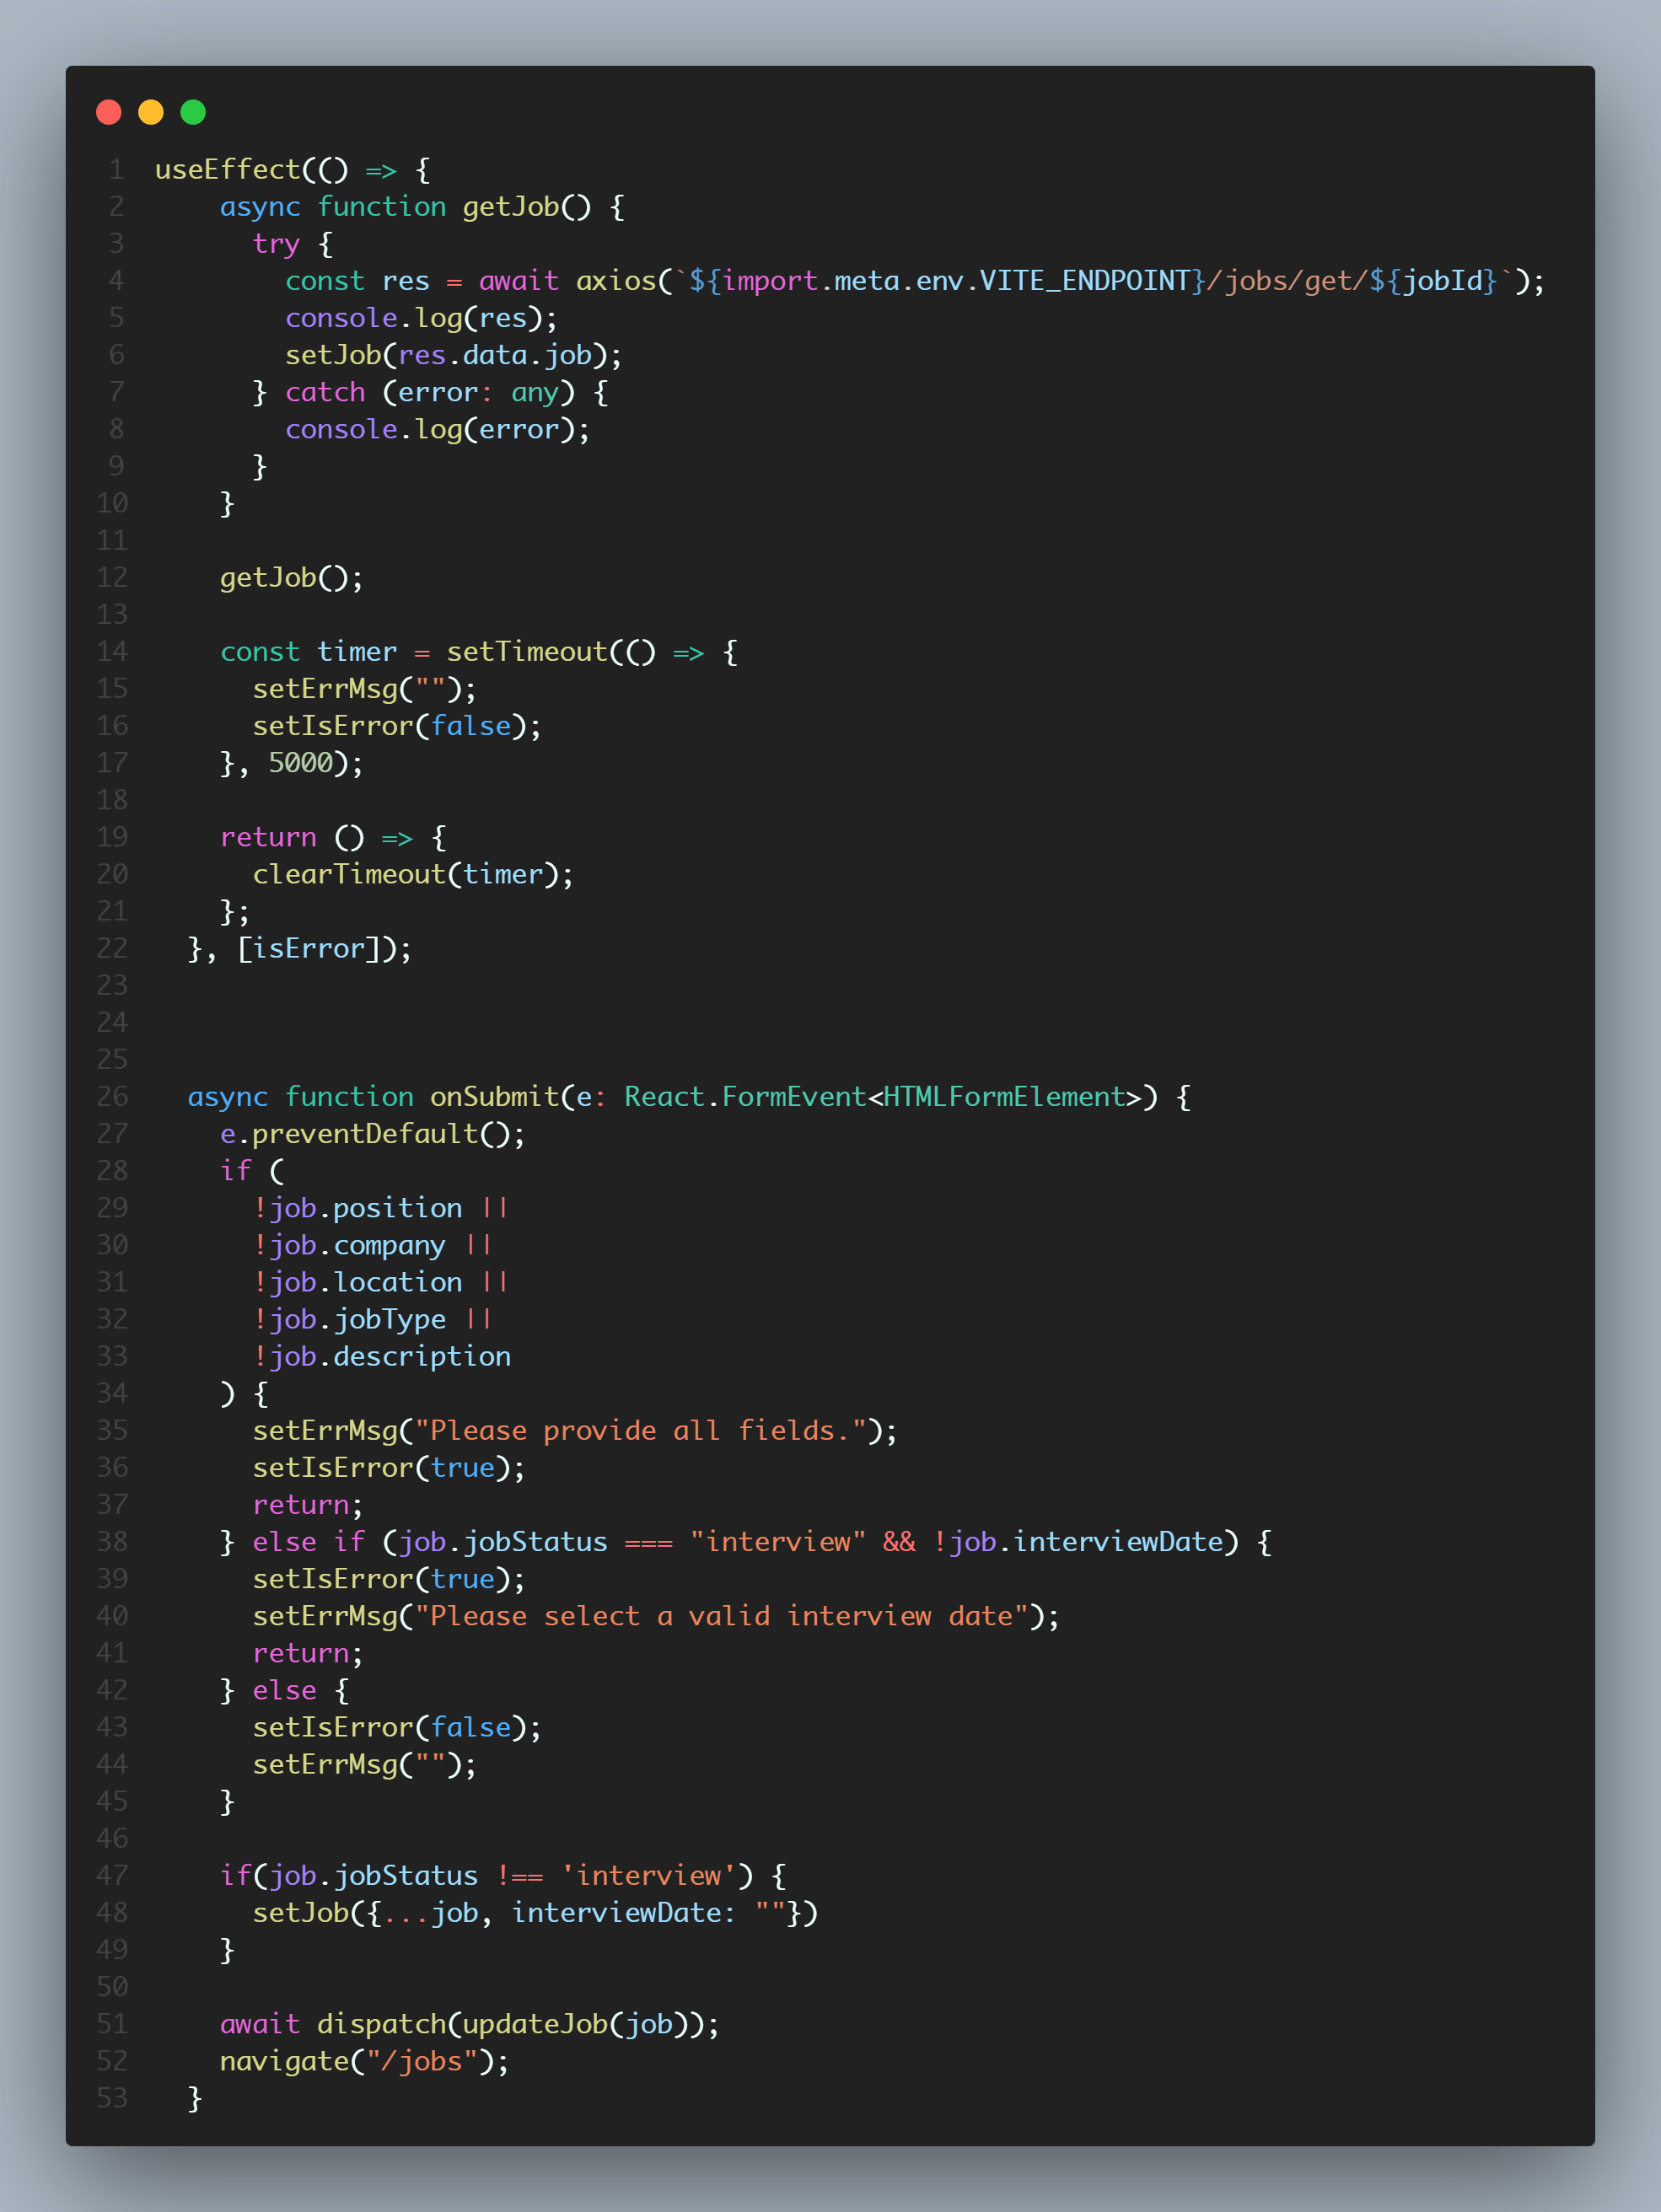 1 useEffect(() => {
2     async function getJob() {
3       try {
4         const res = await axios(`${import.meta.env.VITE_ENDPOINT}/jobs/get/${jobId}`);
5         console.log(res);
6         setJob(res.data.job);
7       } catch (error: any) {
8         console.log(error);
9       }
10     }
11
12     getJob();
13
14     const timer = setTimeout(() => {
15       setErrMsg("");
16       setIsError(false);
17     }, 5000);
18
19     return () => {
20       clearTimeout(timer);
21     };
22   }, [isError]);
23
24
25
26   async function onSubmit(e: React.FormEvent<HTMLFormElement>) {
27     e.preventDefault();
28     if (
29       !job.position ||
30       !job.company ||
31       !job.location ||
32       !job.jobType ||
33       !job.description
34     ) {
35       setErrMsg("Please provide all fields.");
36       setIsError(true);
37       return;
38     } else if (job.jobStatus === "interview" && !job.interviewDate) {
39       setIsError(true);
40       setErrMsg("Please select a valid interview date");
41       return;
42     } else {
43       setIsError(false);
44       setErrMsg("");
45     }
46
47     if(job.jobStatus !== 'interview') {
48       setJob({...job, interviewDate: ""})
49     }
50
51     await dispatch(updateJob(job));
52     navigate("/jobs");
53   }